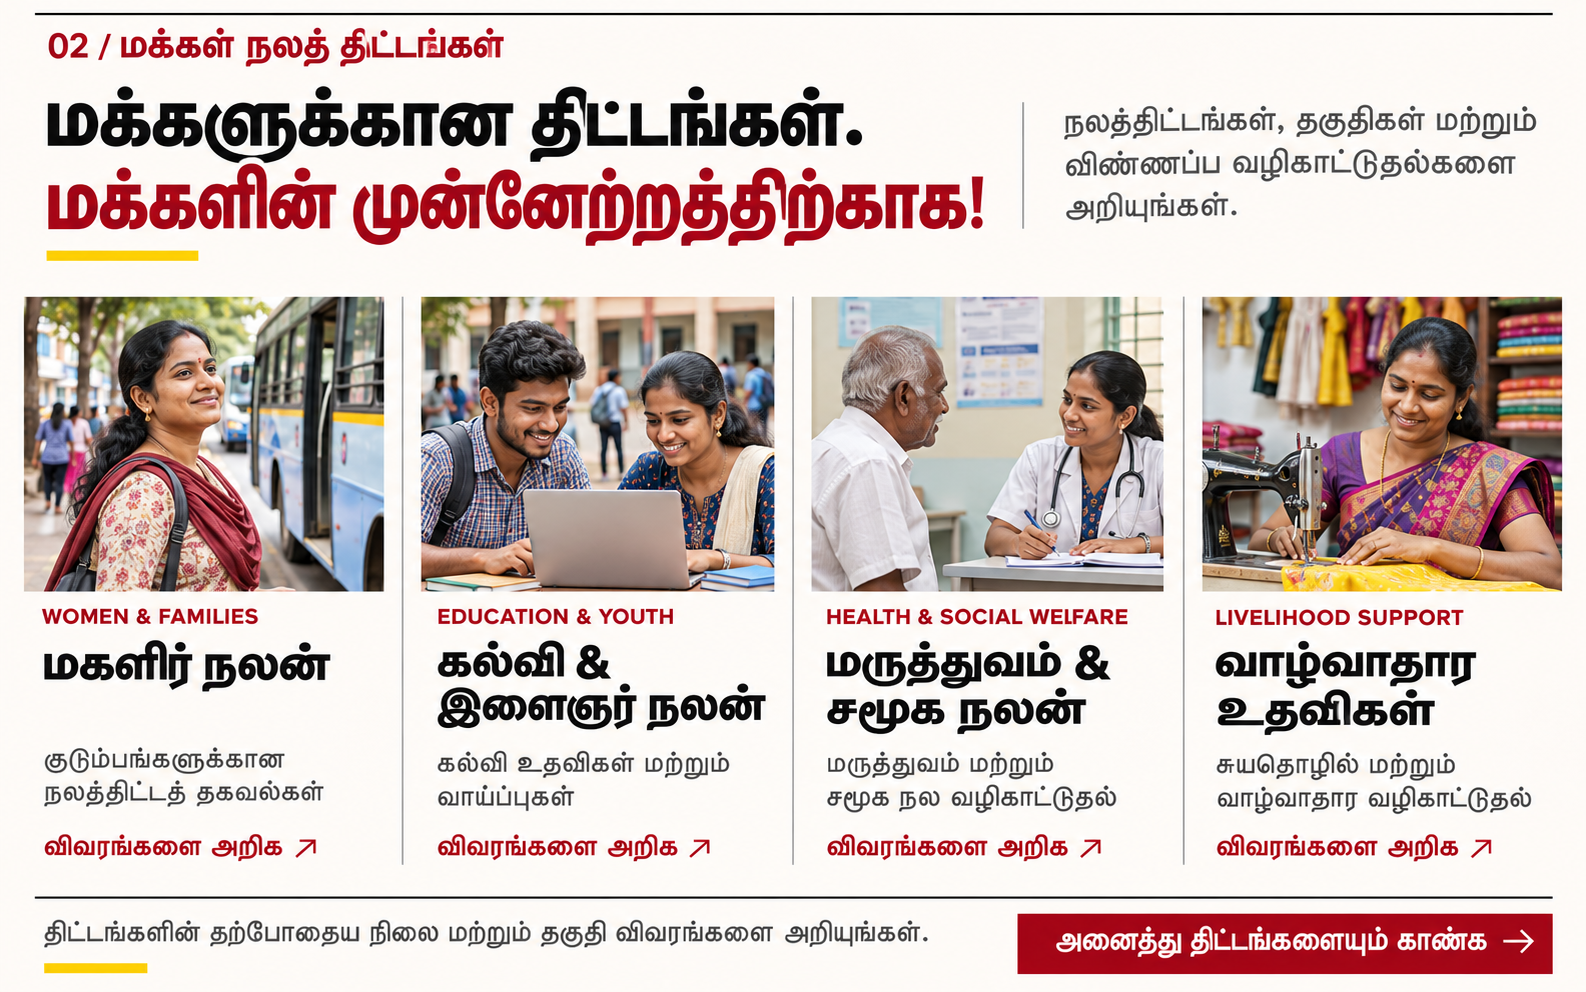 02 / மக்கள் நலத் திட்டங்கள்
மக்களுக்கான திட்டங்கள்.
மக்களின் முன்னேற்றத்திற்காக!
நலத்திட்டங்கள், தகுதிகள் மற்றும்
விண்ணப்ப வழிகாட்டுதல்களை
அறியுங்கள்.
WOMEN & FAMILIES
மகளிர் நலன்
குடும்பங்களுக்கான
நலத்திட்டத் தகவல்கள்
விவரங்களை அறிக ↗
EDUCATION & YOUTH
கல்வி &
இளைஞர் நலன்
கல்வி உதவிகள் மற்றும்
வாய்ப்புகள்
விவரங்களை அறிக ↗
HEALTH & SOCIAL WELFARE
மருத்துவம் &
சமூக நலன்
மருத்துவம் மற்றும்
சமூக நல வழிகாட்டுதல்
விவரங்களை அறிக ↗
LIVELIHOOD SUPPORT
வாழ்வாதார
உதவிகள்
சுயதொழில் மற்றும்
வாழ்வாதார வழிகாட்டுதல்
விவரங்களை அறிக ↗
திட்டங்களின் தற்போதைய நிலை மற்றும் தகுதி விவரங்களை அறியுங்கள்.
அனைத்து திட்டங்களையும் காண்க →